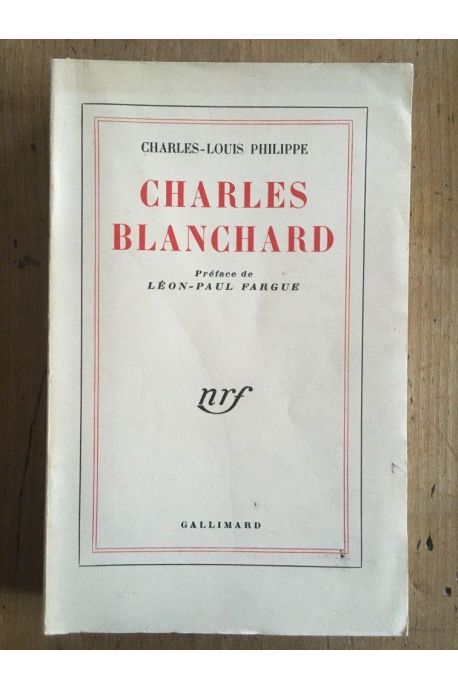 CHARLES-LOUIS PHILIPPE
CHARLES
BLANCHARD
Préface de
LÉON-PAUL FARGUE
nrf
GALLIMARD